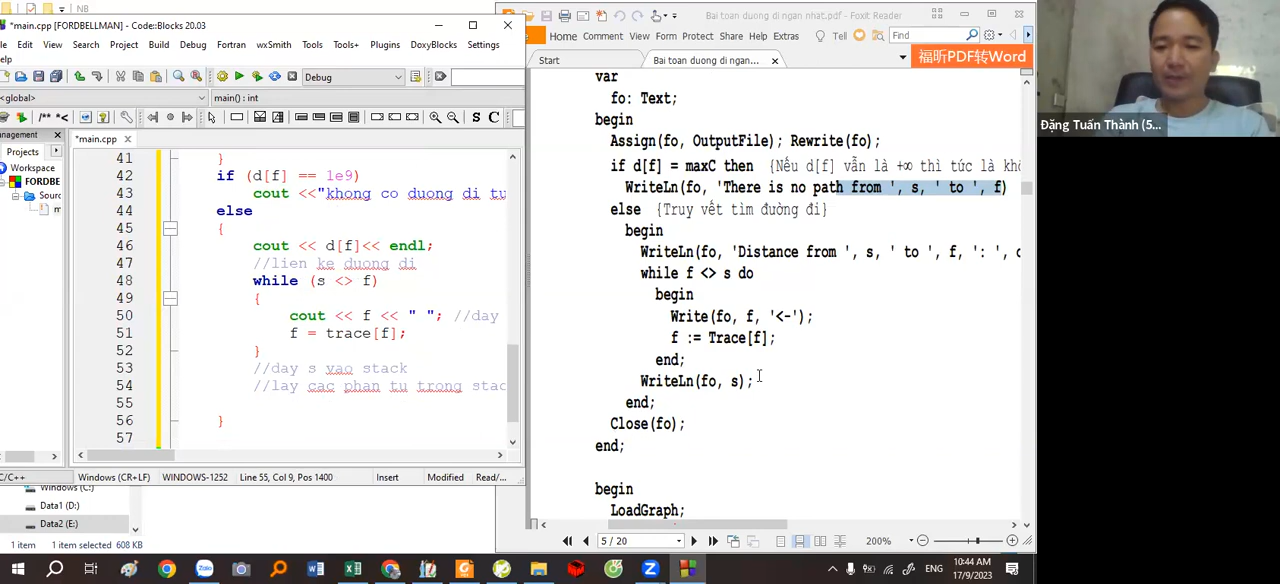 NB
*main.cpp [FORDBELLMAN] - Code::Blocks 20.03
Edit View Search Project Build Debug Fortran wxSmith Tools Tools+ Plugins DoxyBlocks Settings
Debug
<global> main() : int
/** *< S C
*main.cpp ×
Projects
Workspace
FORDBE
Sourc
41 }
42 if (d[f] == 1e9)
43 cout <<"khong co duong di tu
44 else
45 {
46 cout << d[f]<< endl;
47 //lien ke duong di
48 while (s <> f)
49 {
50 cout << f << " "; //day
51 f = trace[f];
52 }
53 //day s vao stack
54 //lay cac phan tu trong stac
55
56 }
57
C/C++ Windows (CR+LF) WINDOWS-1252 Line 55, Col 9, Pos 1400 Insert Modified Read/...
Windows (C:)
Data1 (D:)
Data2 (E:)
1 item 1 item selected 608 KB
Bai toan duong di ngan nhat.pdf - Foxit Reader
Home Comment View Form Protect Share Help Extras Tell Find
Start Bai toan duong di ngan... × 福昕PDF转Word
var
fo: Text;
begin
Assign(fo, OutputFile); Rewrite(fo);
if d[f] = maxC then {Nếu d[f] vẫn là +∞ thì tức là khô
WriteLn(fo, 'There is no path from ', s, ' to ', f)
else {Truy vết tìm đường đi}
begin
WriteLn(fo, 'Distance from ', s, ' to ', f, ': ',
while f <> s do
begin
Write(fo, f, '<-');
f := Trace[f];
end;
WriteLn(fo, s);
end;
Close(fo);
end;
begin
LoadGraph;
5 / 20 200%
Đặng Tuấn Thành (5...
ENG
10:44 AM
17/9/2023